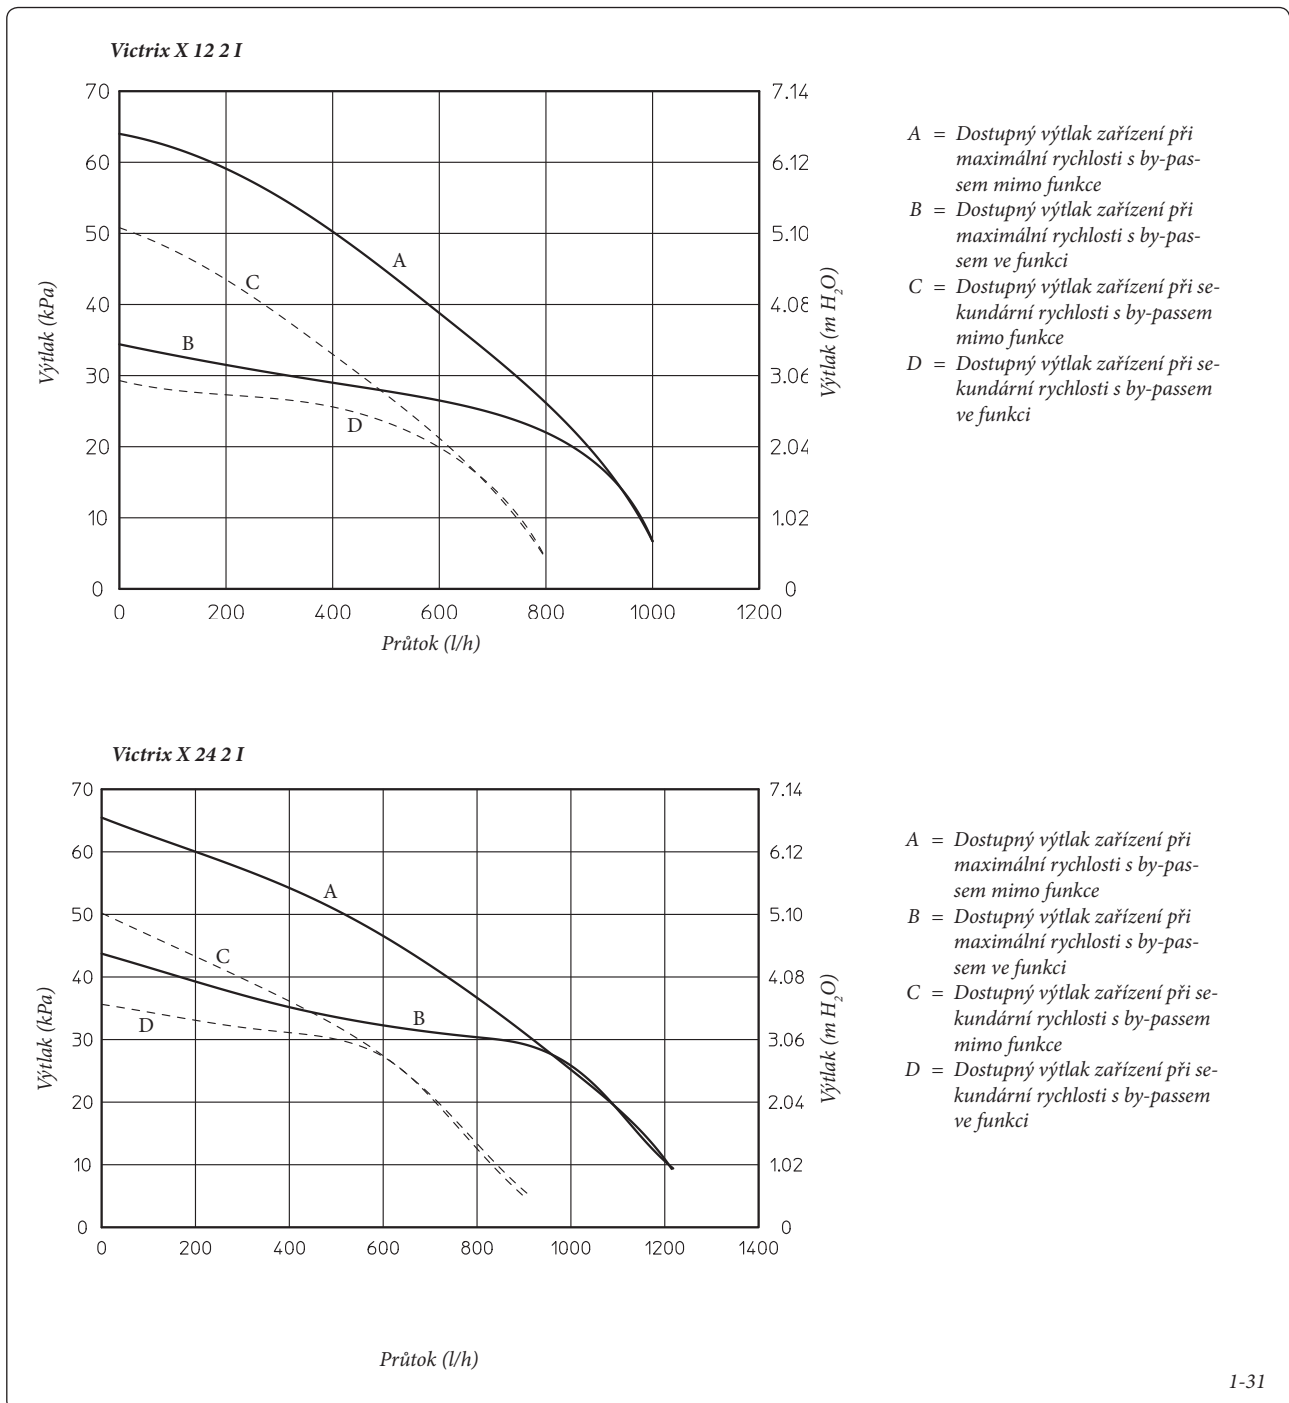 Victrix X 12 2 I
70
60
50
40
30
20
10
0
7.14
6.12
5.10
4.08
3.06
2.04
1.02
0
0 200 400 600 800 1000 1200
A
B
C
D
Výtlak (kPa)
Výtlak (m H₂O)
Průtok (l/h)
A = Dostupný výtlak zařízení při
maximální rychlosti s by-pas-
sem mimo funkce
B = Dostupný výtlak zařízení při
maximální rychlosti s by-pas-
sem ve funkci
C = Dostupný výtlak zařízení při se-
kundární rychlosti s by-passem
mimo funkce
D = Dostupný výtlak zařízení při se-
kundární rychlosti s by-passem
ve funkci
Victrix X 24 2 I
70
60
50
40
30
20
10
0
7.14
6.12
5.10
4.08
3.06
2.04
1.02
0
0 200 400 600 800 1000 1200 1400
A
B
C
D
Výtlak (kPa)
Výtlak (m H₂O)
Průtok (l/h)
A = Dostupný výtlak zařízení při
maximální rychlosti s by-pas-
sem mimo funkce
B = Dostupný výtlak zařízení při
maximální rychlosti s by-pas-
sem ve funkci
C = Dostupný výtlak zařízení při se-
kundární rychlosti s by-passem
mimo funkce
D = Dostupný výtlak zařízení při se-
kundární rychlosti s by-passem
ve funkci
1-31